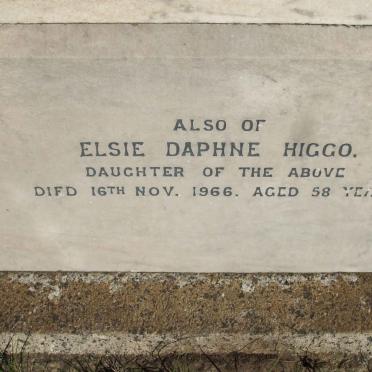 ALSO OF
ELSIE DAPHNE HIGGO.
DAUGHTER OF THE ABOVE
DIED 16TH NOV. 1966. AGED 58